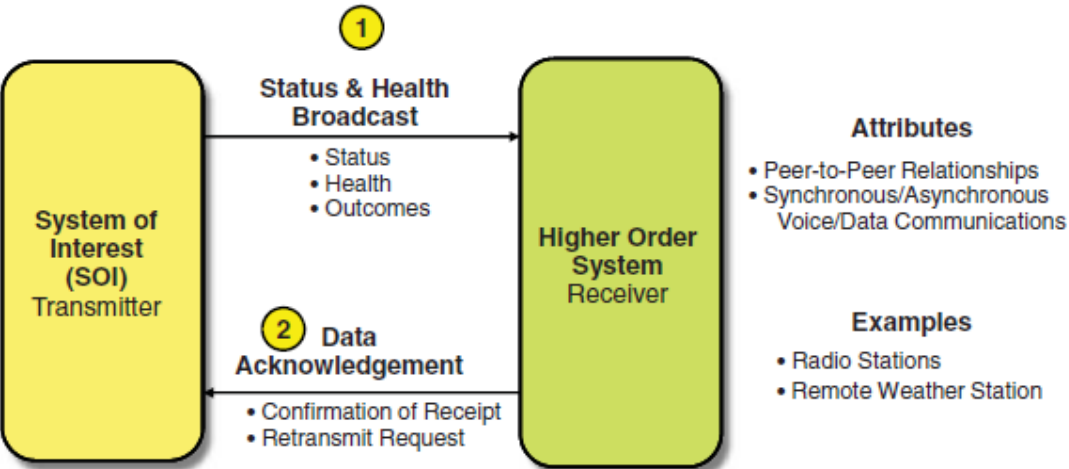 1
Status & Health
Broadcast
• Status
• Health
• Outcomes
System of
Interest
(SOI)
Transmitter
2
Data
Acknowledgement
• Confirmation of Receipt
• Retransmit Request
Higher Order
System
Receiver
Attributes
• Peer-to-Peer Relationships
• Synchronous/Asynchronous
Voice/Data Communications
Examples
• Radio Stations
• Remote Weather Station